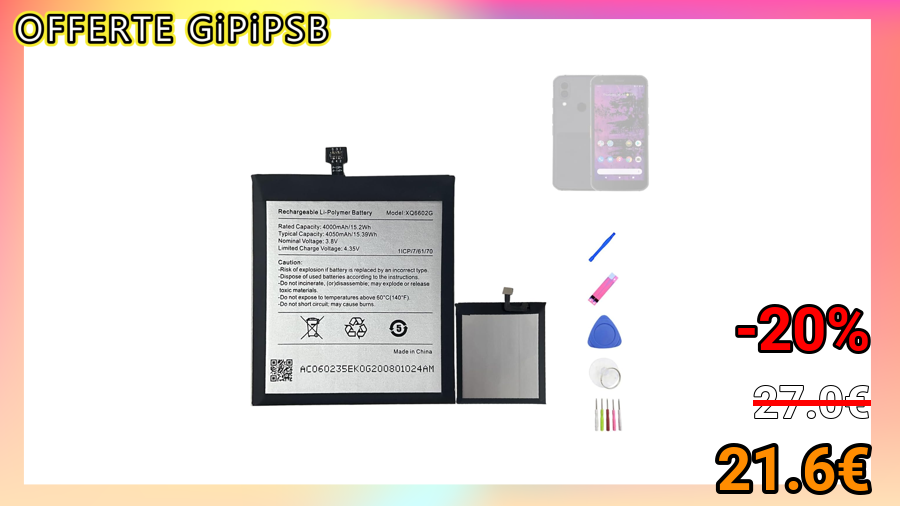 OFFERTE GiPiPSB
Rechargeable Li-Polymer Battery Model:XQ6602G
Rated Capacity: 4000mAh/15.2Wh
Typical Capacity: 4050mAh/15.39Wh
Nominal Voltage: 3.8V
Limited Charge Voltage: 4.35V 1ICP/7/61/70
Caution:
-Risk of explosion if battery is replaced by an incorrect type.
-Dispose of used batteries according to the instructions.
-Do not incinerate, (or)disassemble; may explode or release
toxic materials.
-Do not expose to temperatures above 60°C(140°F).
-Do not short circuit; may cause burns.
5
Made in China
AC060235EK0G200801024AM
-20%
27.0€
21.6€